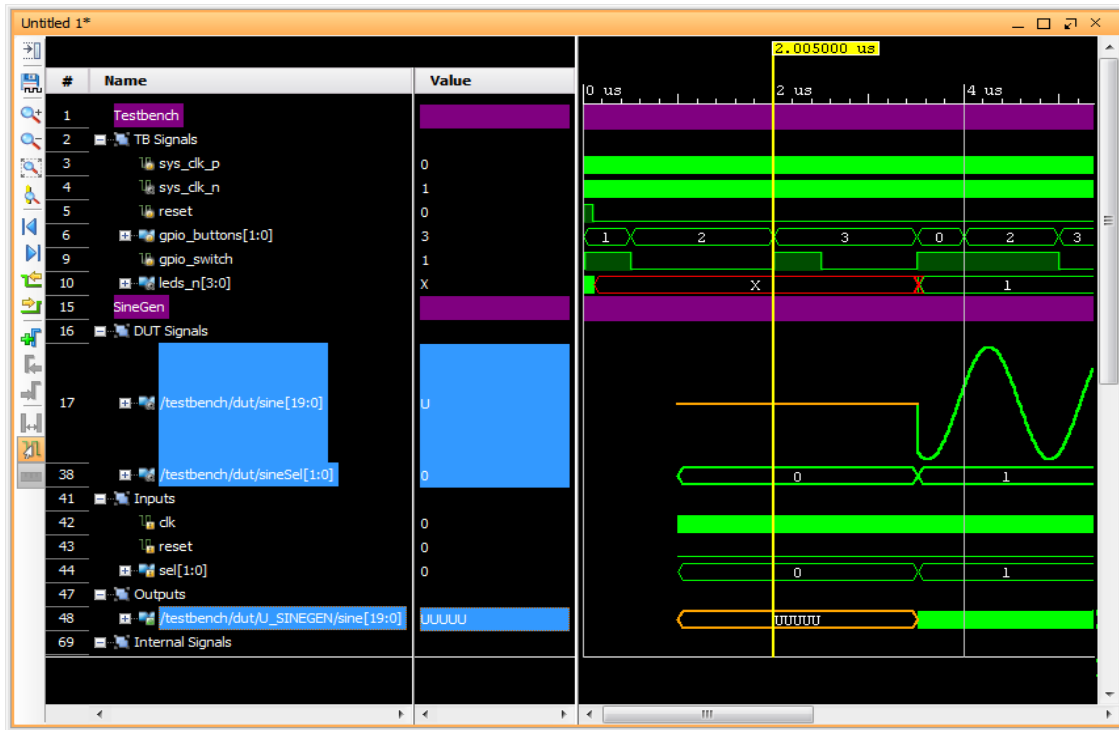 Untitled 1*
2.005000 us
# Name Value
0 us 2 us 4 us
1 Testbench
2 TB Signals
3 sys_clk_p 0
4 sys_clk_n 1
5 reset 0
6 gpio_buttons[1:0] 3 1 2 3 0 2 3
9 gpio_switch 1
10 leds_n[3:0] X X 1
15 SineGen
16 DUT Signals
17 /testbench/dut/sine[19:0] U
38 /testbench/dut/sineSel[1:0] 0 0 1
41 Inputs
42 clk 0
43 reset 0
44 sel[1:0] 0 0 1
47 Outputs
48 /testbench/dut/U_SINEGEN/sine[19:0] UUUUU UUUUU
69 Internal Signals